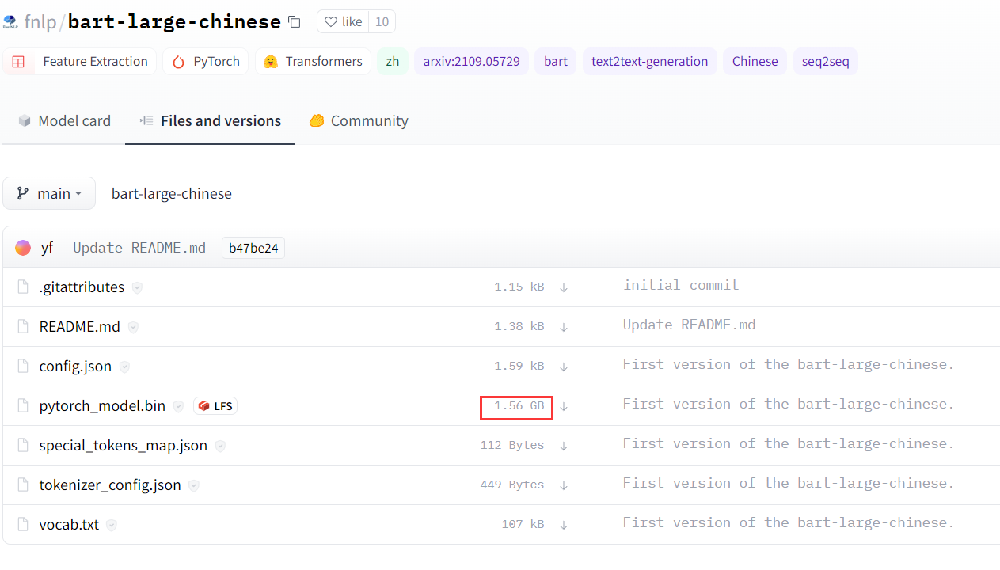 fnlp/bart-large-chinese like 10
Feature Extraction PyTorch Transformers zh arxiv:2109.05729 bart text2text-generation Chinese seq2seq
Model card Files and versions Community
main bart-large-chinese
yf Update README.md b47be24
.gitattributes 1.15 kB initial commit
README.md 1.38 kB Update README.md
config.json 1.59 kB First version of the bart-large-chinese.
pytorch_model.bin LFS 1.56 GB First version of the bart-large-chinese.
special_tokens_map.json 112 Bytes First version of the bart-large-chinese.
tokenizer_config.json 449 Bytes First version of the bart-large-chinese.
vocab.txt 107 kB First version of the bart-large-chinese.